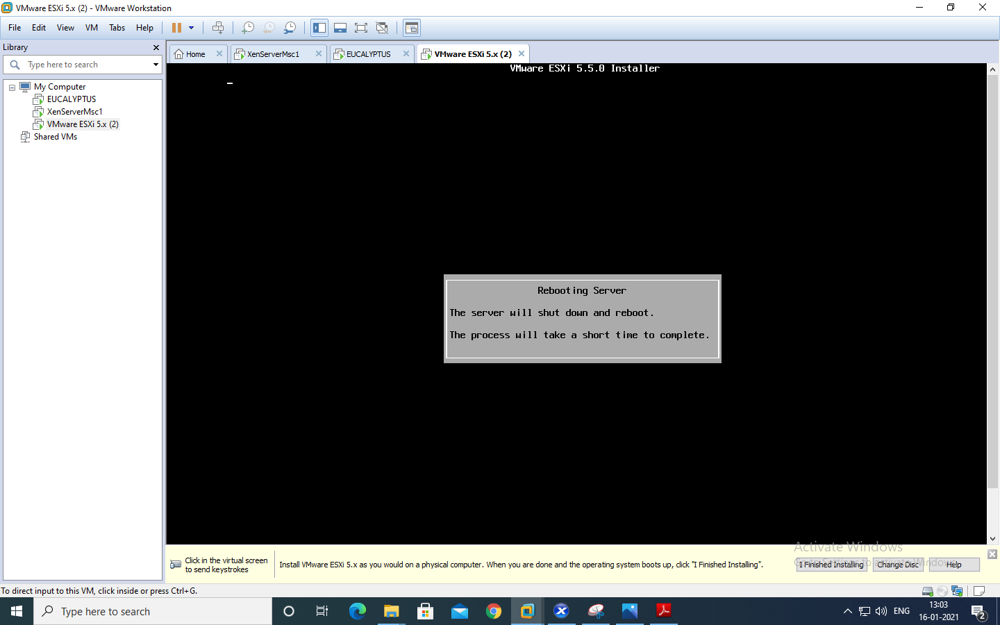 VMware ESXi 5.x (2) - VMware Workstation
File Edit View VM Tabs Help
Library
Type here to search
My Computer
EUCALYPTUS
XenServerMsc1
VMware ESXi 5.x (2)
Shared VMs
Home XenServerMsc1 EUCALYPTUS VMware ESXi 5.x (2)
VMware ESXi 5.5.0 Installer
Rebooting Server
The server will shut down and reboot.
The process will take a short time to complete.
Activate Windows
Go to Settings to activate Windows.
Click in the virtual screen
to send keystrokes
Install VMware ESXi 5.x as you would on a physical computer. When you are done and the operating system boots up, click "I Finished Installing".
I Finished Installing Change Disc Help
To direct input to this VM, click inside or press Ctrl+G.
Type here to search
ENG
13:03
16-01-2021
2